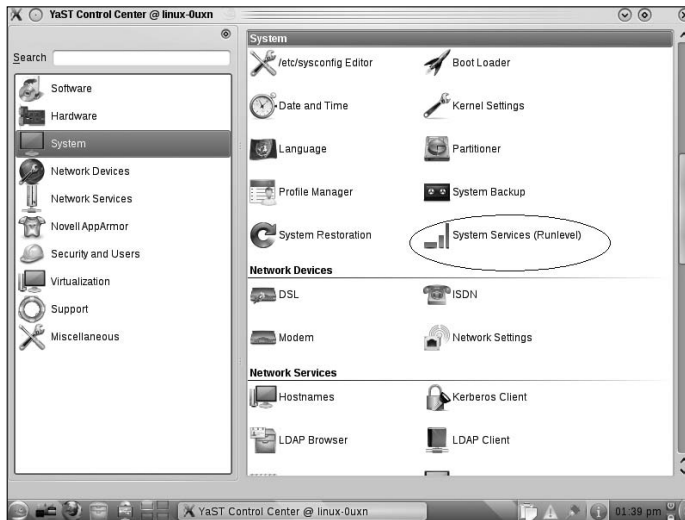 YaST Control Center @ linux-0uxn
Search
Software
Hardware
System
Network Devices
Network Services
Novell AppArmor
Security and Users
Virtualization
Support
Miscellaneous
System
/etc/sysconfig Editor
Boot Loader
Date and Time
Kernel Settings
Language
Partitioner
Profile Manager
System Backup
System Restoration
System Services (Runlevel)
Network Devices
DSL
ISDN
Modem
Network Settings
Network Services
Hostnames
Kerberos Client
LDAP Browser
LDAP Client
YaST Control Center @ linux-0uxn
01:39 pm